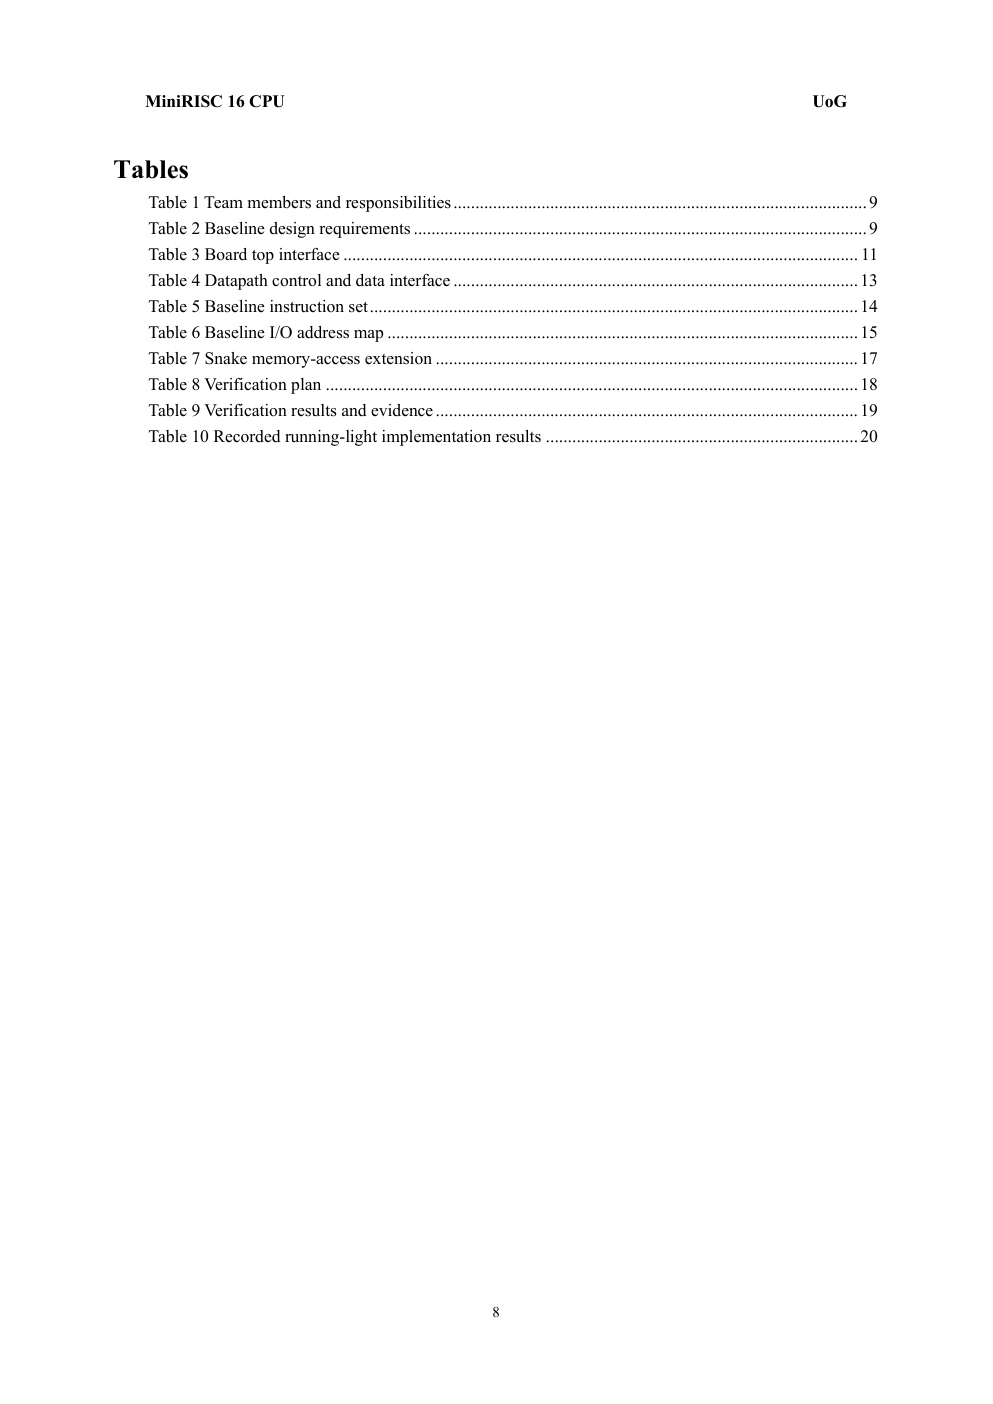 MiniRISC 16 CPU UoG
Tables
Table 1 Team members and responsibilities 9
Table 2 Baseline design requirements 9
Table 3 Board top interface 11
Table 4 Datapath control and data interface 13
Table 5 Baseline instruction set 14
Table 6 Baseline I/O address map 15
Table 7 Snake memory-access extension 17
Table 8 Verification plan 18
Table 9 Verification results and evidence 19
Table 10 Recorded running-light implementation results 20
8